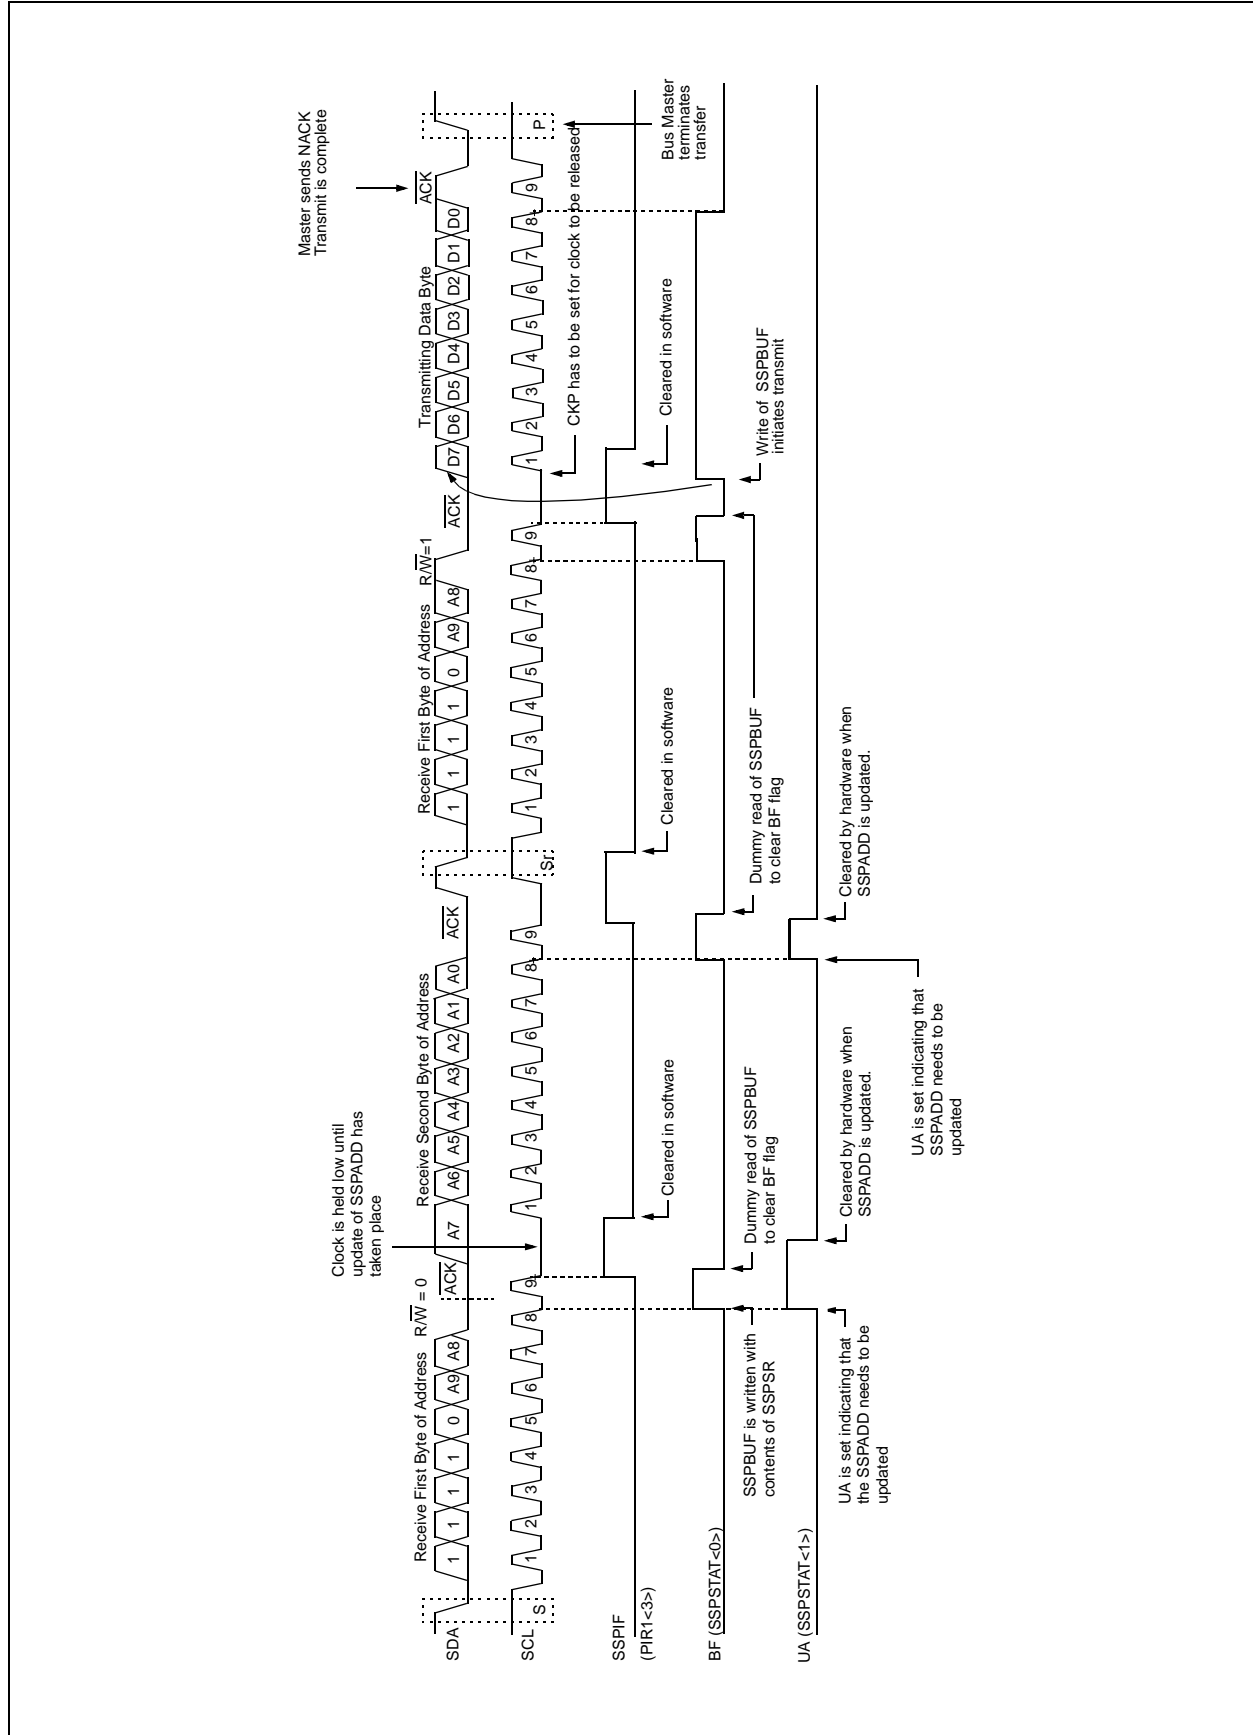 Master sends NACK
Transmit is complete
Clock is held low until
update of SSPADD has
taken place
Receive First Byte of Address R/W = 0
ACK
Receive Second Byte of Address
ACK
Receive First Byte of Address R/W=1
ACK
Transmitting Data Byte
ACK
SDA
1 1 1 1 0 A9 A8
A7 A6 A5 A4 A3 A2 A1 A0
1 1 1 1 0 A9 A8
D7 D6 D5 D4 D3 D2 D1 D0
SCL
S
1 2 3 4 5 6 7 8 9
1 2 3 4 5 6 7 8 9
Sr
1 2 3 4 5 6 7 8 9
1 2 3 4 5 6 7 8 9
P
CKP has to be set for clock to be released
Bus Master
terminates
transfer
SSPIF
(PIR1<3>)
Cleared in software
Cleared in software
Cleared in software
BF (SSPSTAT<0>)
SSPBUF is written with
contents of SSPSR
Dummy read of SSPBUF
to clear BF flag
Dummy read of SSPBUF
to clear BF flag
Write of SSPBUF
initiates transmit
UA (SSPSTAT<1>)
UA is set indicating that
the SSPADD needs to be
updated
Cleared by hardware when
SSPADD is updated.
UA is set indicating that
SSPADD needs to be
updated
Cleared by hardware when
SSPADD is updated.